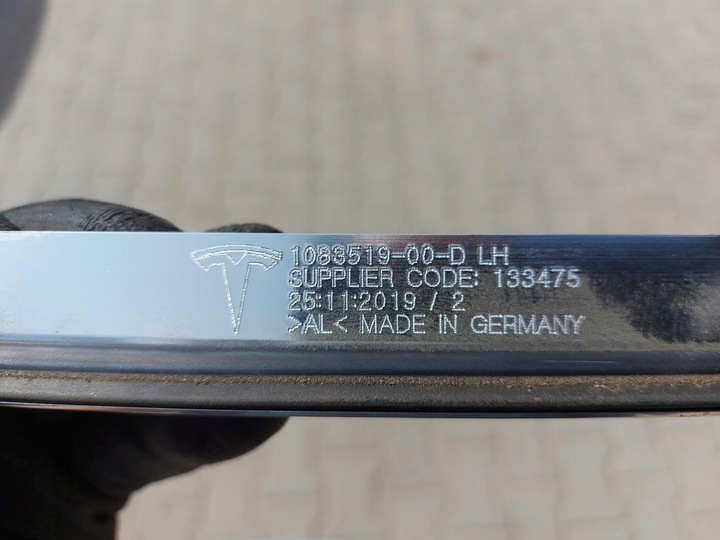 1083519-00-D LH
SUPPLIER CODE: 133475
25:11:2019 / 2
>AL< MADE IN GERMANY